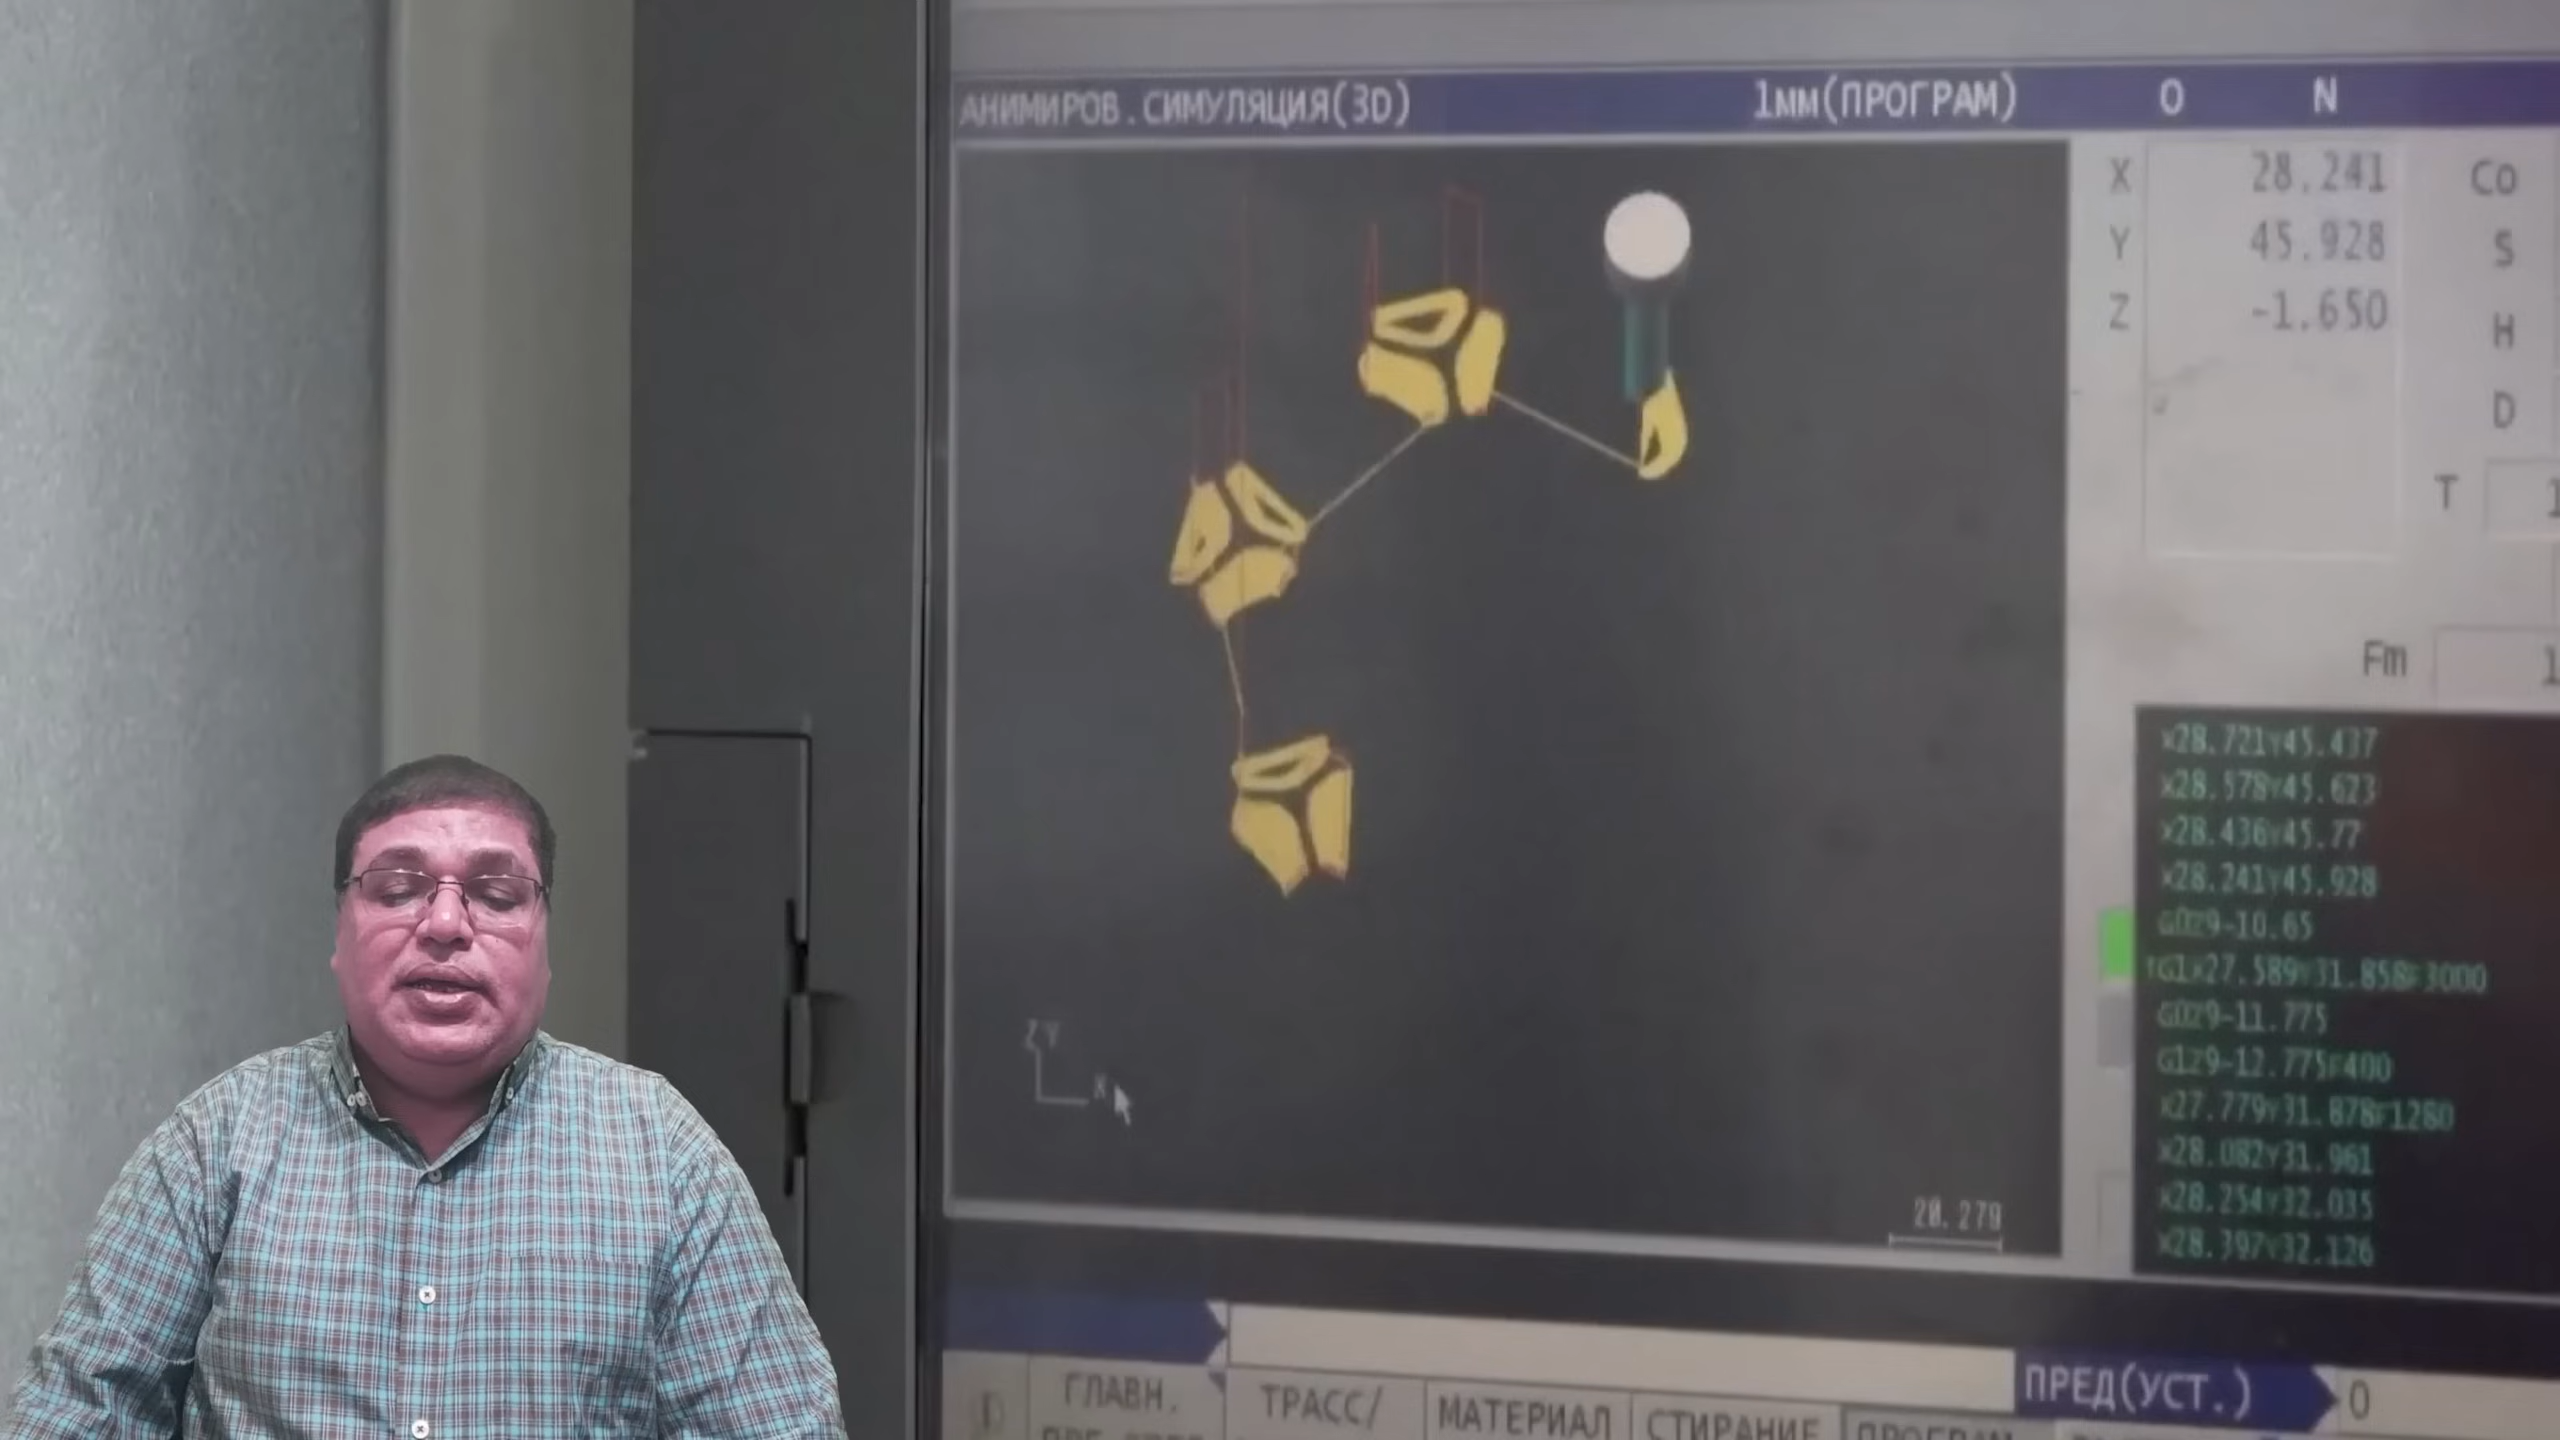 АНИМИРОВ.СИМУЛЯЦИЯ(3D) 1мм(ПРОГРАМ) O N
X 28.241 Co
Y 45.928 S
Z -1.650 H
D
T 1
Fm 1
X28.721Y45.437
X28.578Y45.623
X28.436Y45.77
X28.241Y45.928
G0Z9-10.65
G1X27.589Y31.858F3000
G0Z9-11.775
G1Z9-12.775F400
X27.779Y31.878F1280
X28.082Y31.961
X28.254Y32.035
X28.397Y32.126
Z Y
X
20.279
ПРЕД(УСТ.) 0
ГЛАВН. ТРАСС/ МАТЕРИАЛ СТИРАНИЕ ПРОГРАМ